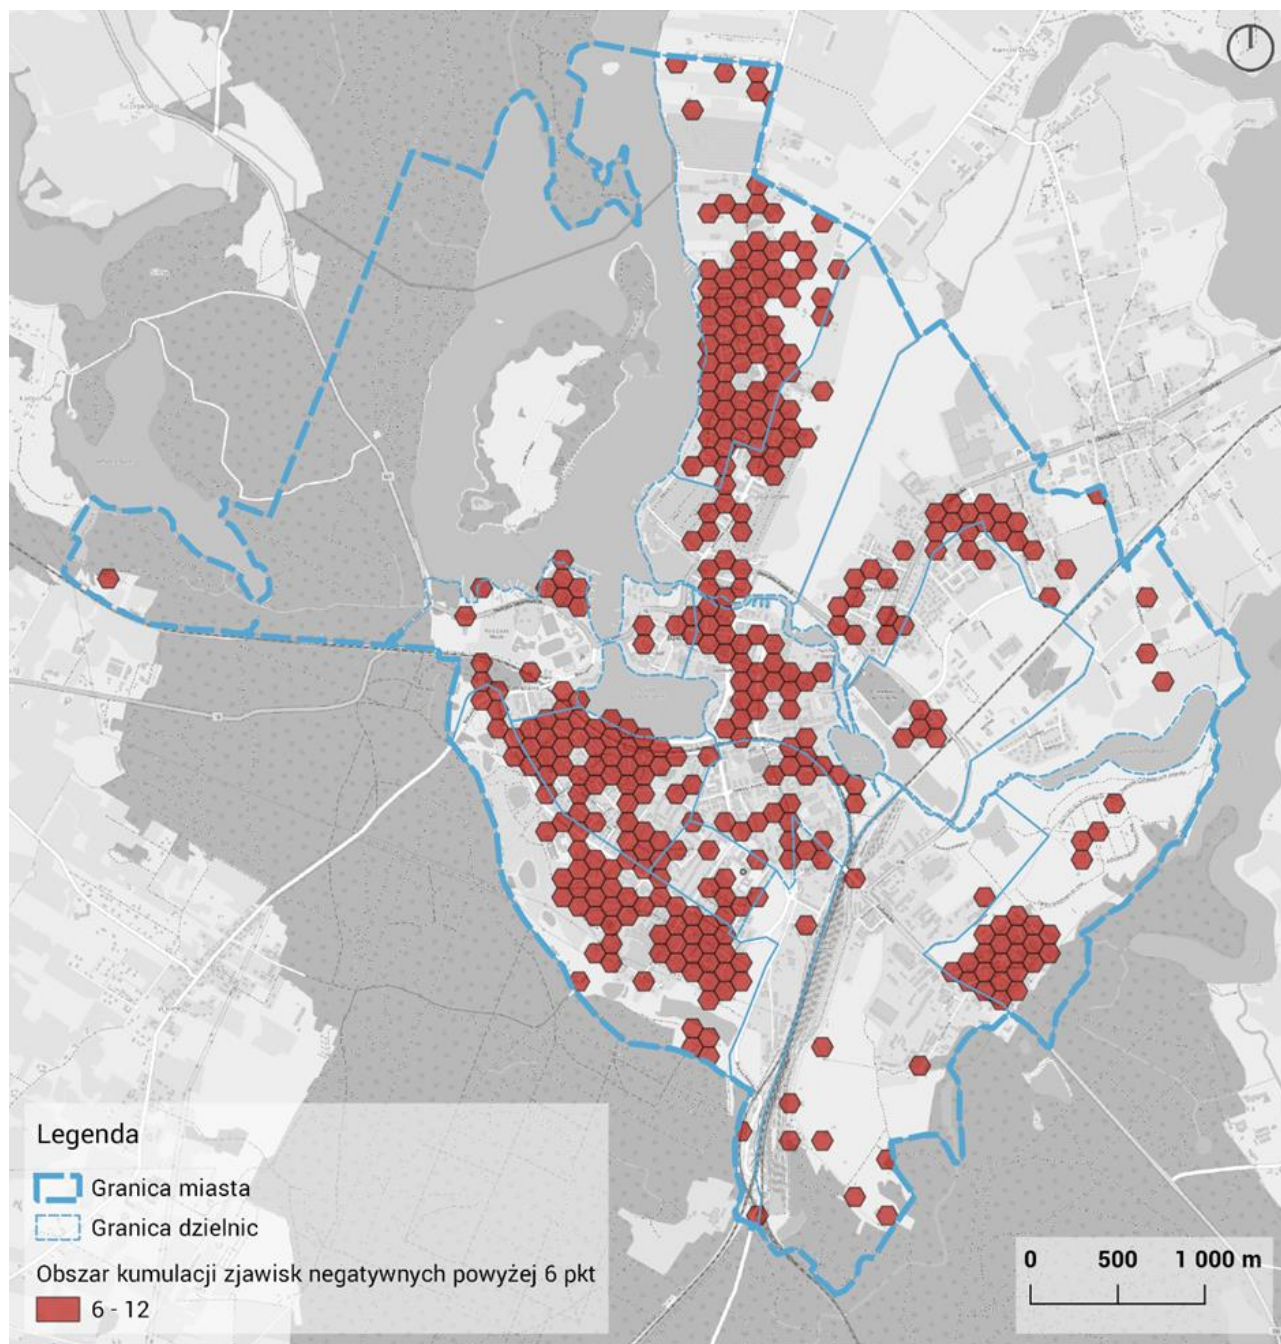 Legenda
Granica miasta
Granica dzielnic
Obszar kumulacji zjawisk negatywnych powyżej 6 pkt
6 - 12
0 500 1 000 m